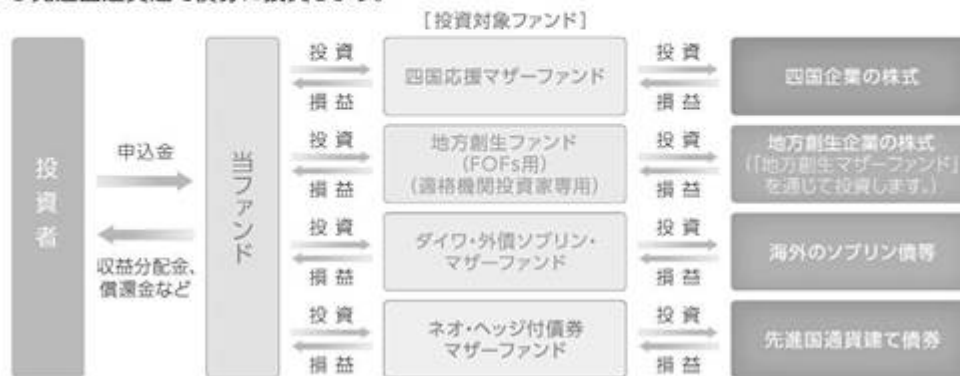 [投資対象ファンド]
投資者
申込金
収益分配金、
償還金など
当ファンド
投資
損益
四国応援マザーファンド
投資
損益
四国企業の株式
投資
損益
地方創生ファンド
(FOFs用)
(適格機関投資家専用)
投資
損益
地方創生企業の株式
(「地方創生マザーファンド」
を通じて投資します。)
投資
損益
ダイワ・外債ソブリン・
マザーファンド
投資
損益
海外のソブリン債等
投資
損益
ネオ・ヘッジ付債券
マザーファンド
投資
損益
先進国通貨建て債券